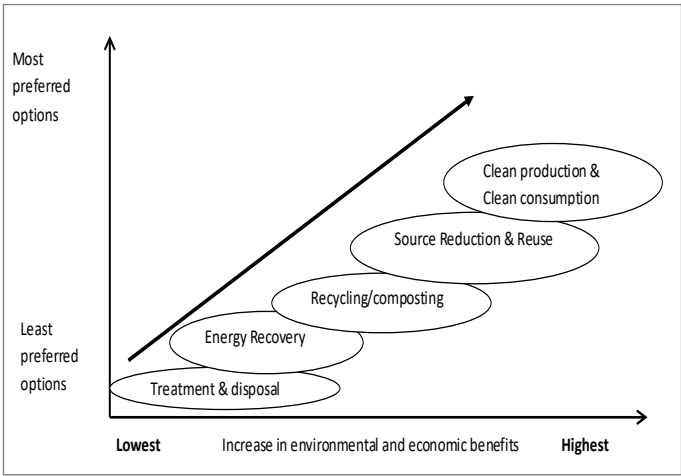 Most
preferred
options
Clean production &
Clean consumption
Source Reduction & Reuse
Recycling/composting
Least
preferred
options
Energy Recovery
Treatment & disposal
Lowest Increase in environmental and economic benefits Highest